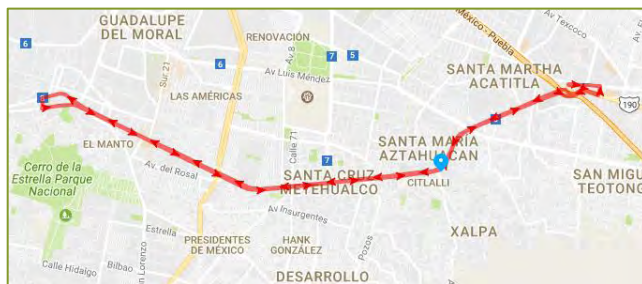 GUADALUPE
DEL MORAL
RENOVACIÓN
México - Puebla
Av Texcoco
6
6
7
5
Av 8
Sur 21
Av Luis Méndez
SANTA MARTHA
ACATITLA
LAS AMÉRICAS
190
EL MANTO
Calle 71
SANTA MARÍA
AZTAHUACAN
7
Cerro de la
Estrella Parque
Nacional
Av. del Rosal
SANTA CRUZ
MEYEHUALCO
CITLALLI
SAN MIGU
TEOTONG
Av Insurgentes
Estrella
PRESIDENTES
DE MÉXICO
HANK
GONZÁLEZ
Pozos
XALPA
Calle Hidalgo
Bilbao
n Lorenzo
DESARROLLO